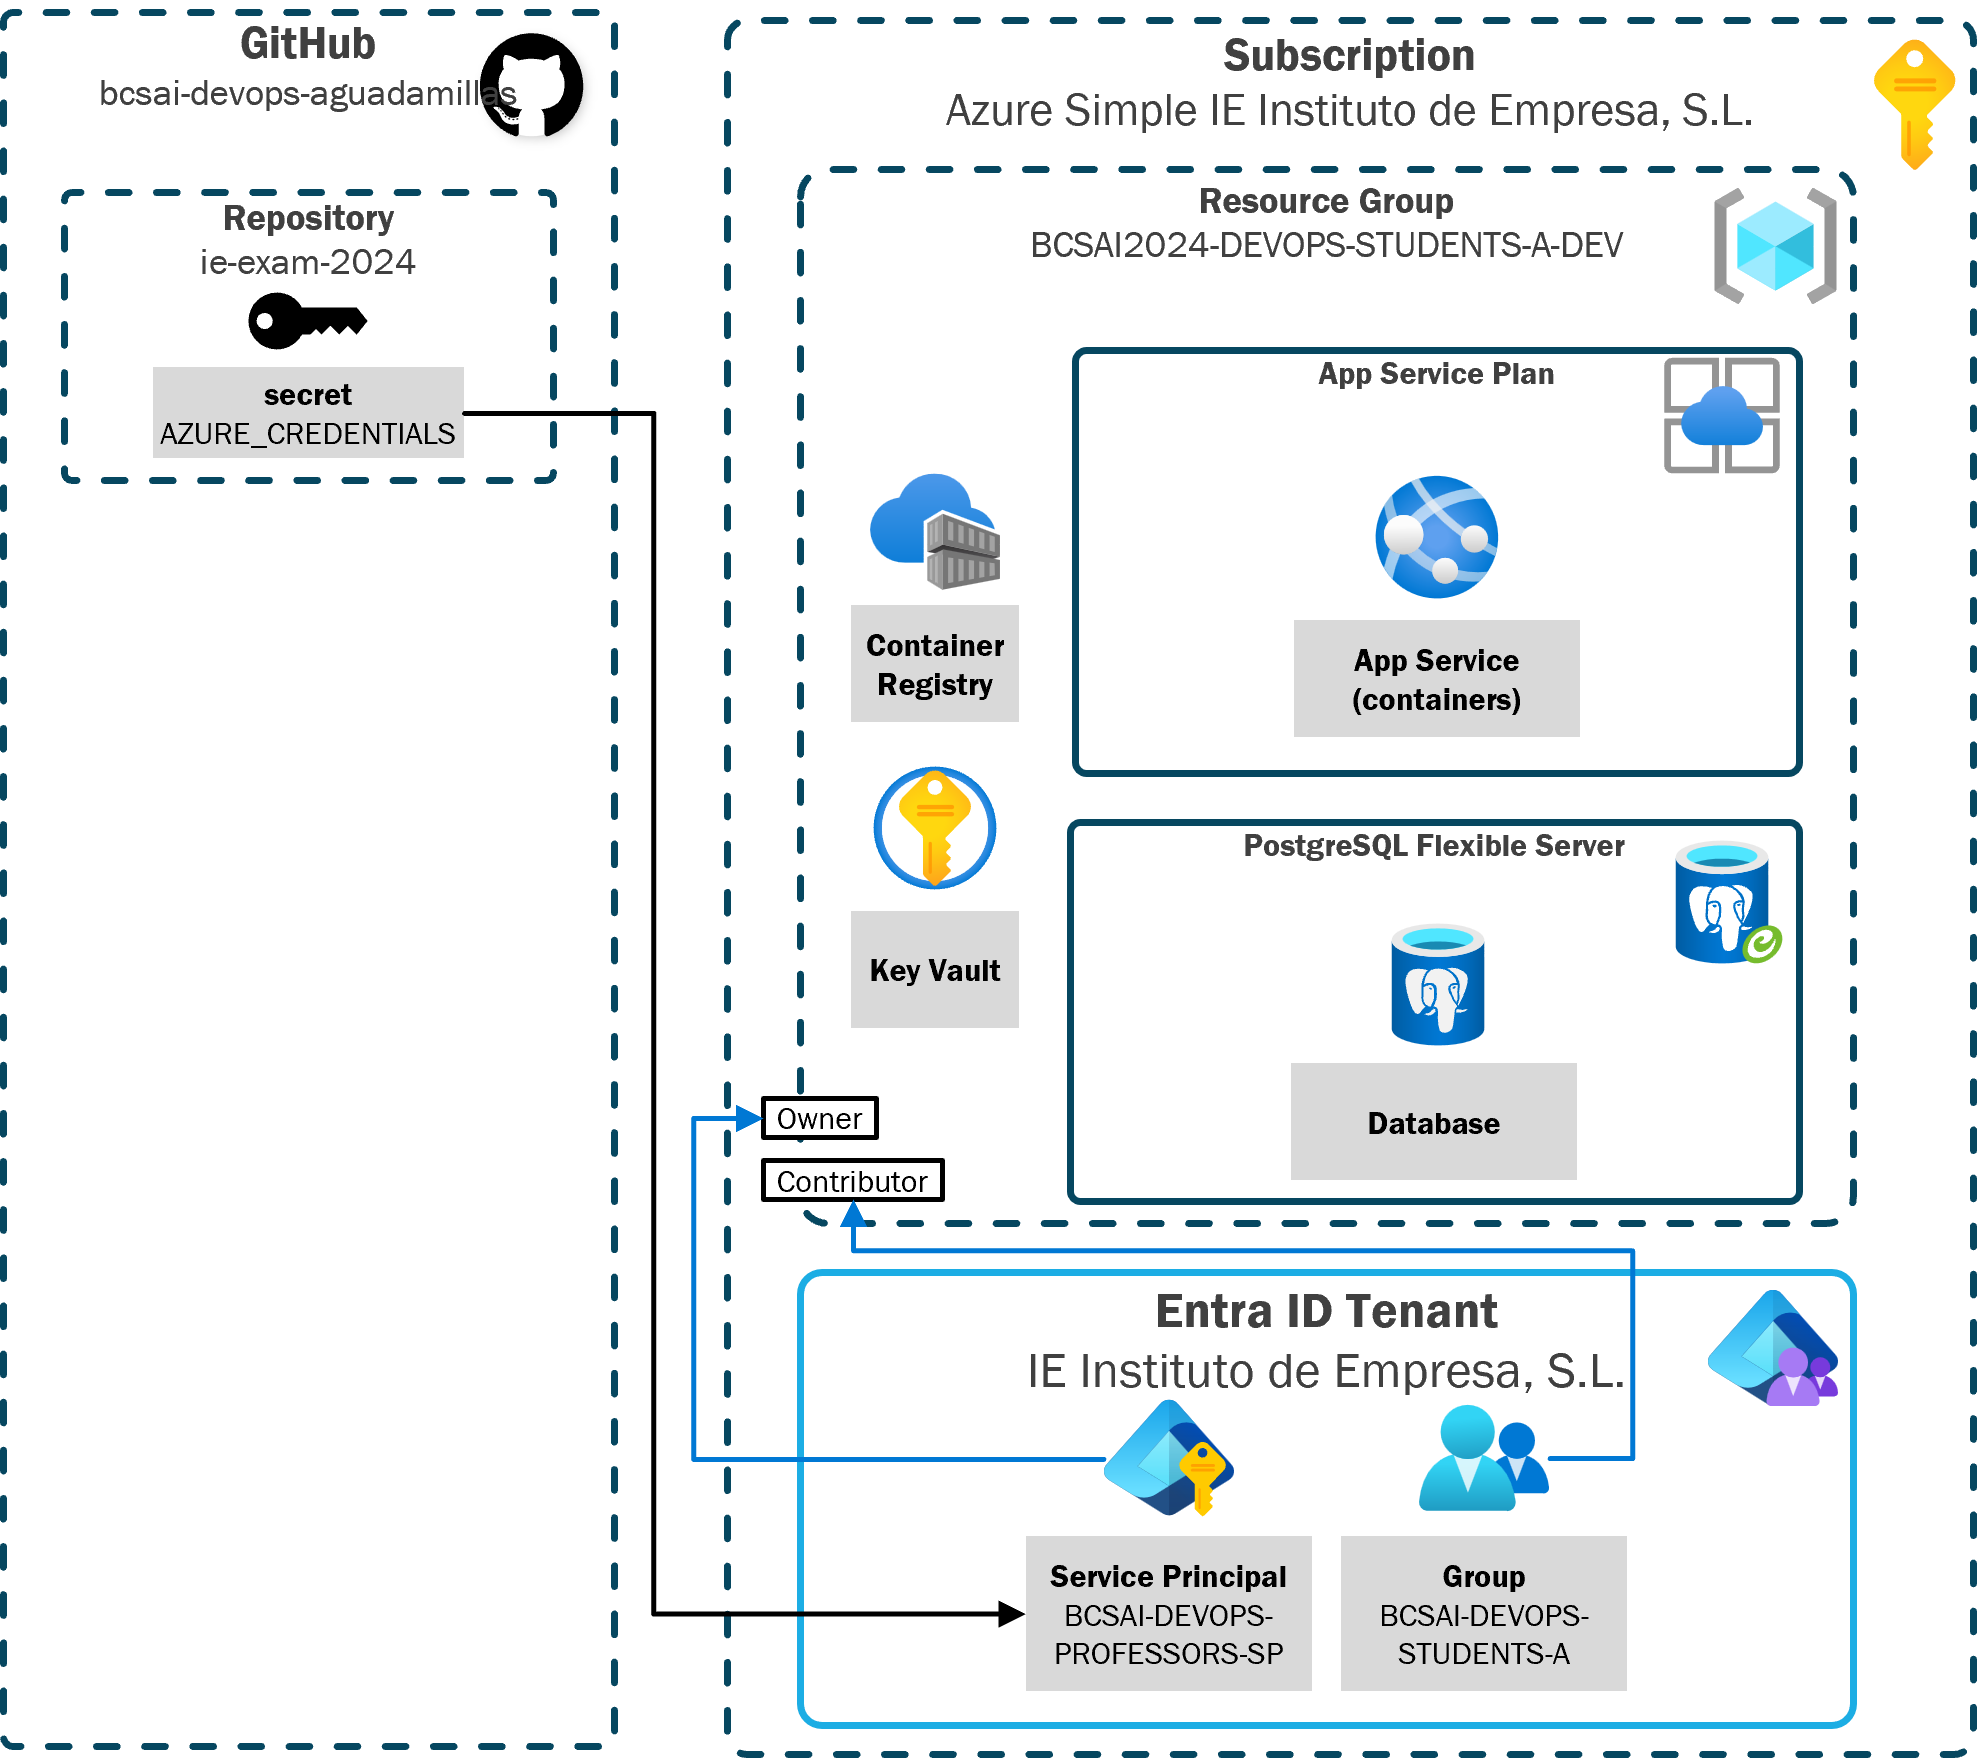 GitHub
bcsai-devops-aguadamillas
Repository
ie-exam-2024
secret
AZURE_CREDENTIALS
Subscription
Azure Simple IE Instituto de Empresa, S.L.
Resource Group
BCSAI2024-DEVOPS-STUDENTS-A-DEV
App Service Plan
App Service
(containers)
Container
Registry
Key Vault
PostgreSQL Flexible Server
Database
Owner
Contributor
Entra ID Tenant
IE Instituto de Empresa, S.L.
Service Principal
BCSAI-DEVOPS-
PROFESSORS-SP
Group
BCSAI-DEVOPS-
STUDENTS-A